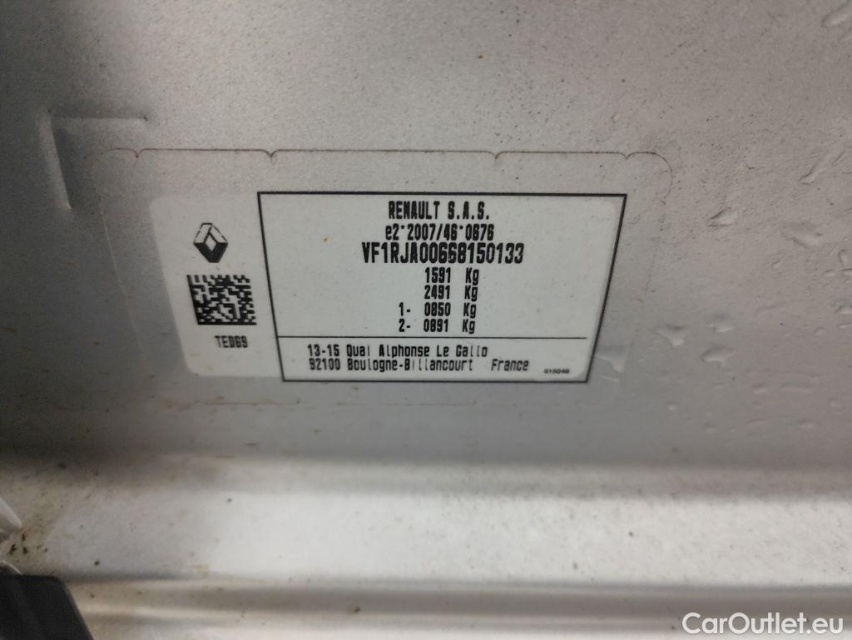 RENAULT S.A.S.
e2*2007/46*0676
VF1RJA00668150133
1591 Kg
2491 Kg
1- 0850 Kg
2- 0891 Kg
13-15 Quai Alphonse Le Gallo
92100 Boulogne-Billancourt France
CarOutlet.eu